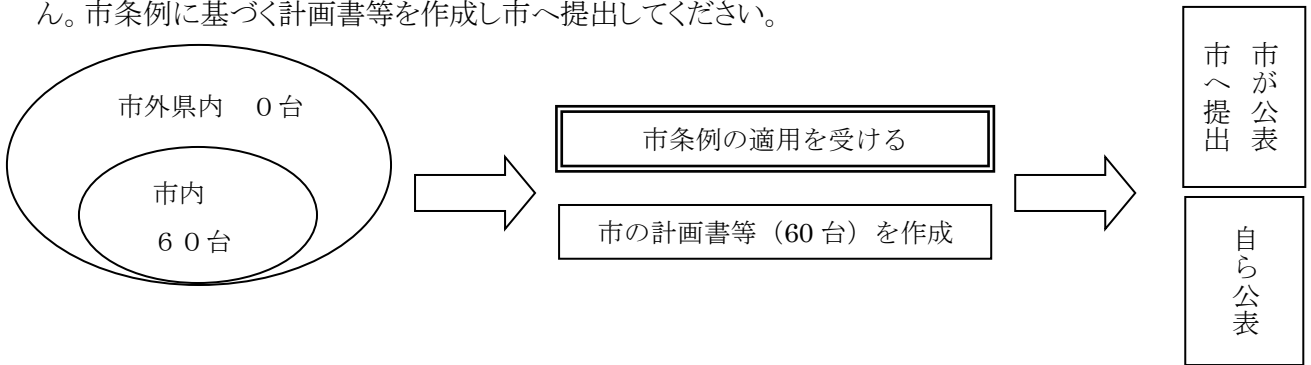 ん。市条例に基づく計画書等を作成し市へ提出してください。
市外県内 0台
市内
60台
市条例の適用を受ける
市の計画書等(60 台)を作成
市が公表
市へ提出
自ら公表